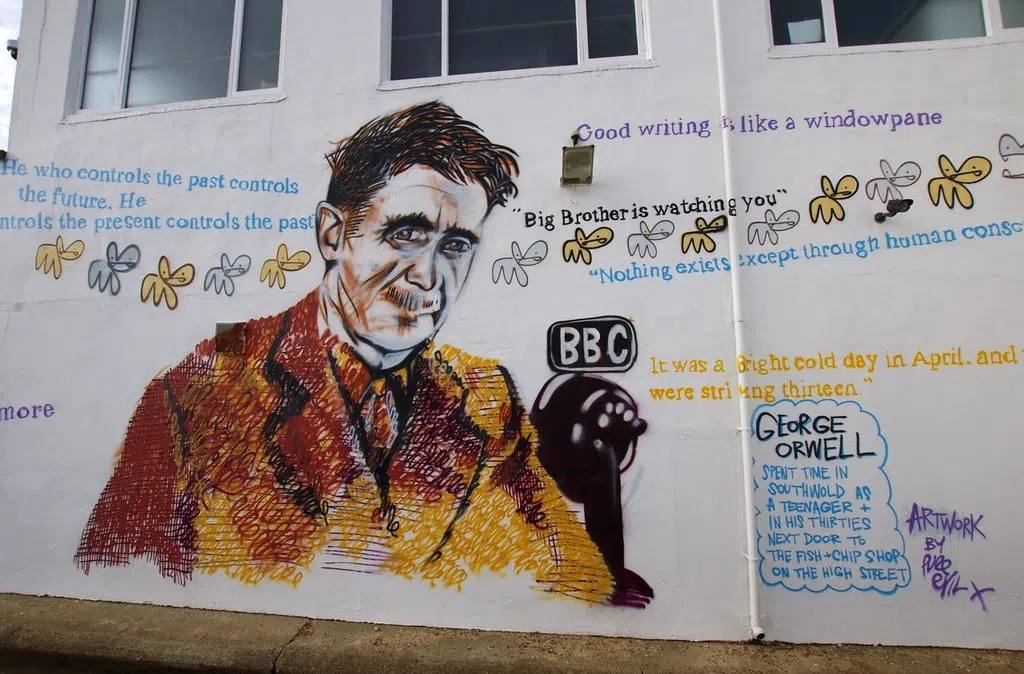 Good writing is like a windowpane
He who controls the past controls
the future. He
ntrols the present controls the past
"Big Brother is watching you"
"Nothing exists except through human consc
BBC
It was a Bright cold day in April. and
were striking thirteen."
more
GEORGE
ORWELL
SPENT TIME IN
SOUTHWOLD AS
A TEENAGER +
IN HIS THIRTIES
NEXT DOOR TO
THE FISH+CHIP SHOP
ON THE HIGH STREET
ARTWORK
BY
PURE
EVIL X